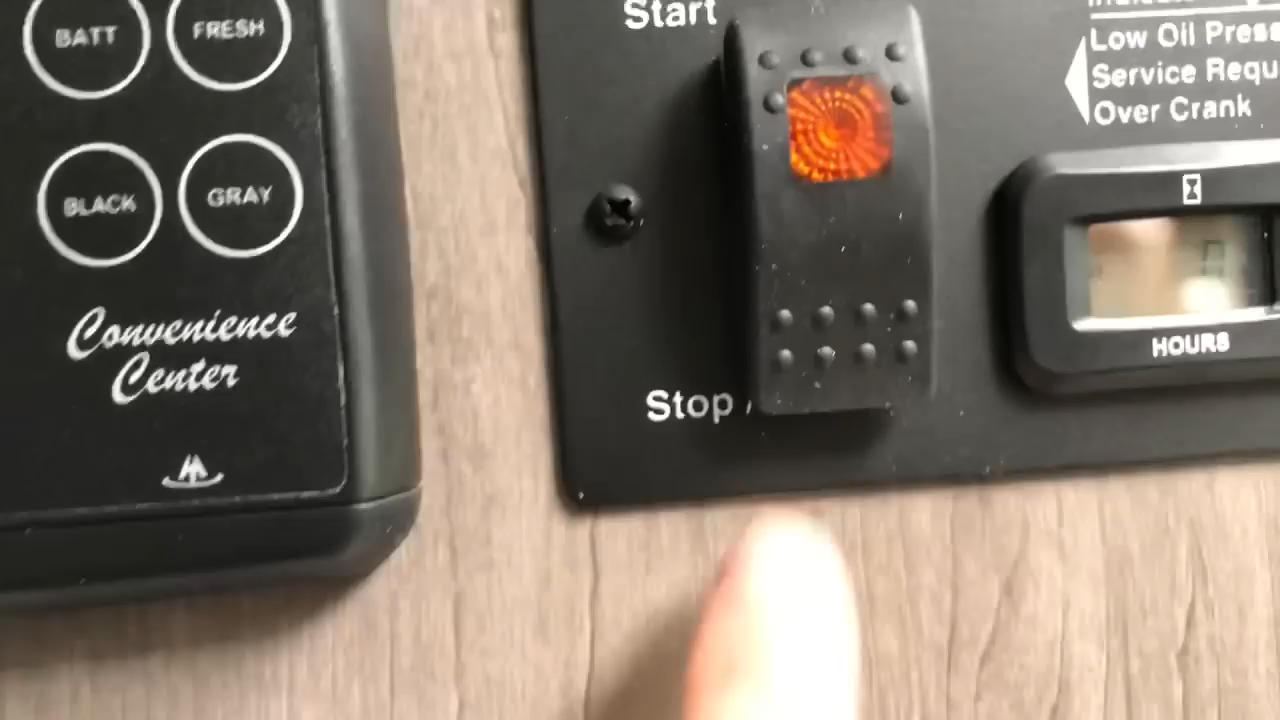 BATT
FRESH
BLACK
GRAY
Convenience
Center
Start
Stop /
Low Oil Press
Service Requ
Over Crank
HOURS